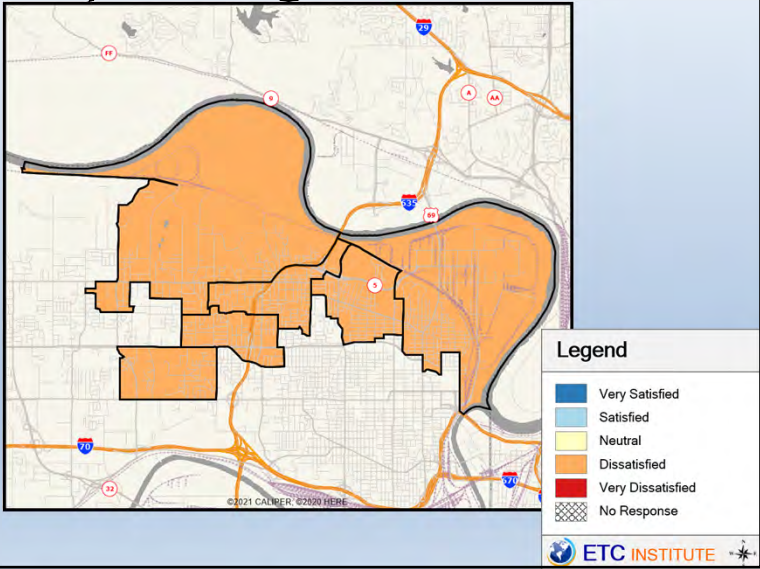 29
FF
9
A
AA
635
69
5
70
32
670
©2021 CALIPER; ©2020 HERE
Legend
Very Satisfied
Satisfied
Neutral
Dissatisfied
Very Dissatisfied
No Response
ETC INSTITUTE